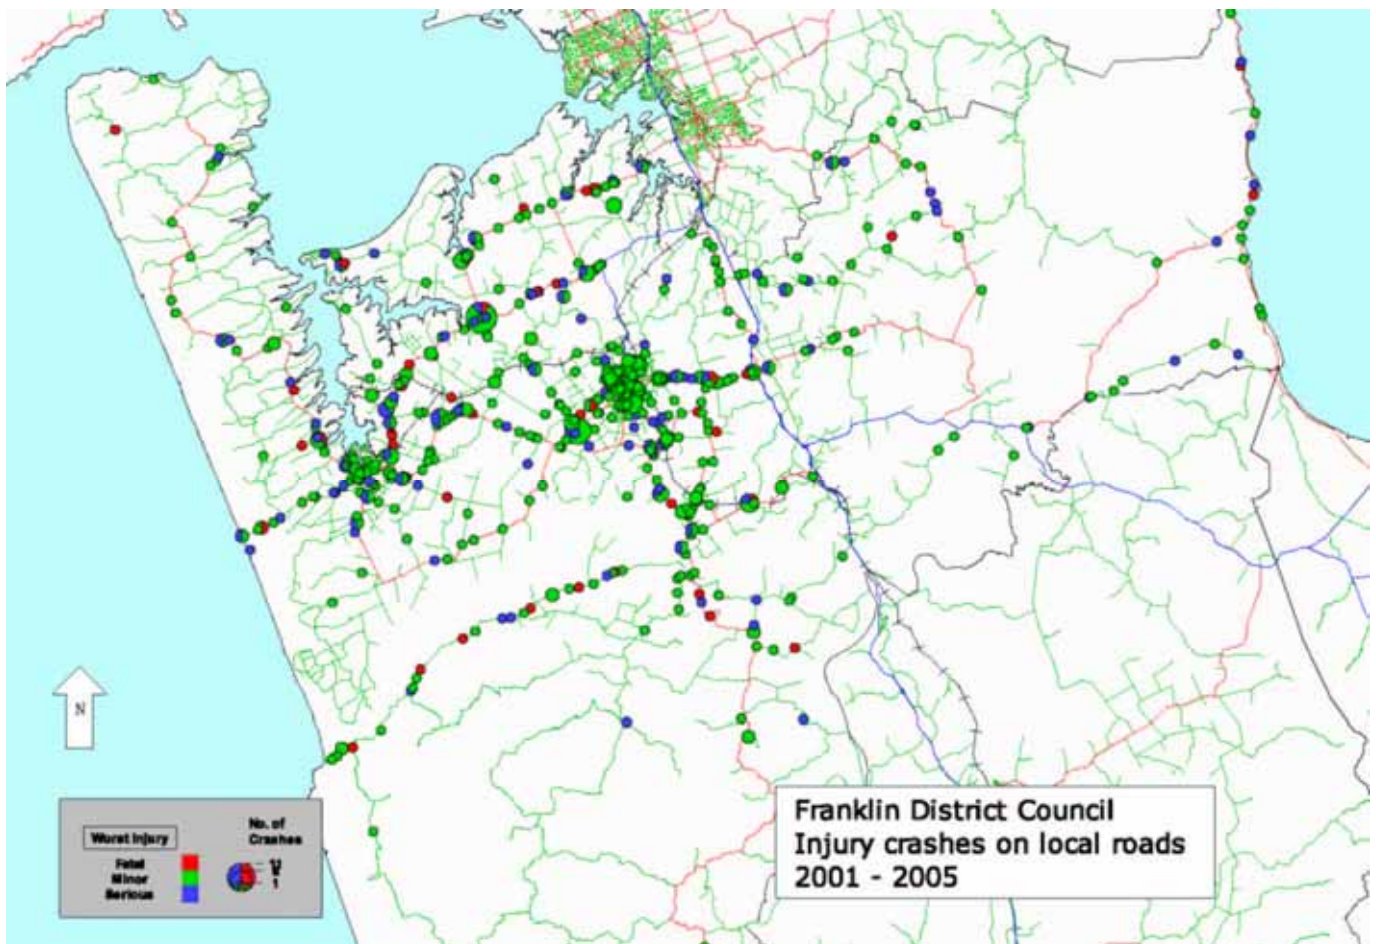 N
Franklin District Council
Injury crashes on local roads
2001 - 2005
Worst Injury
No. of
Crashes
Fatal
Minor
Serious
1